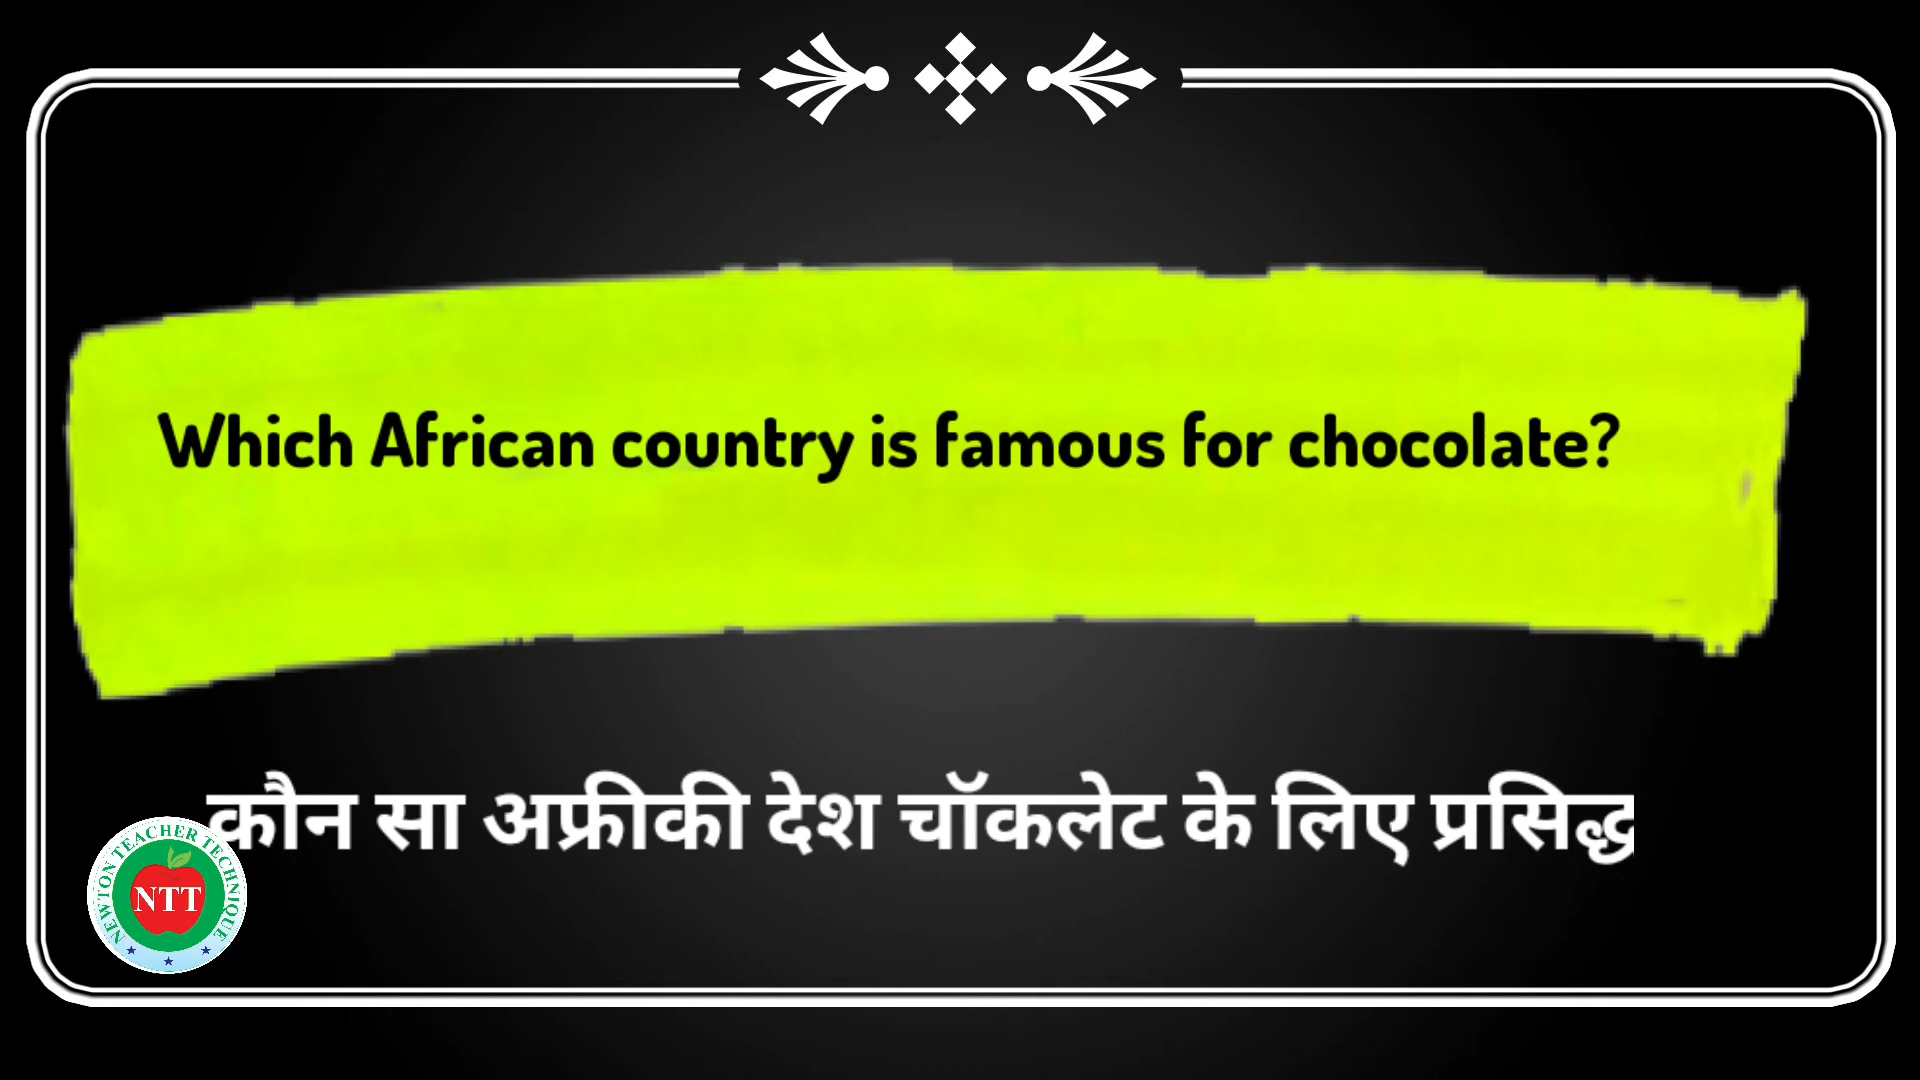 Which African country is famous for chocolate?
कौन सा अफ्रीकी देश चॉकलेट के लिए प्रसिद्ध
NEWTON TEACHER TECHNIQUE
NTT